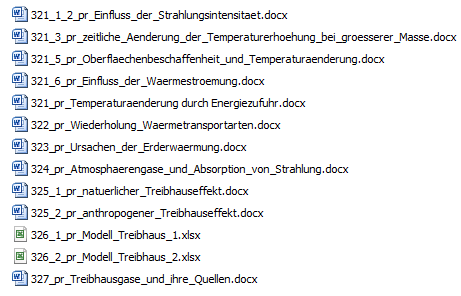 321_1_2_pr_Einfluss_der_Strahlungsintensitaet.docx
321_3_pr_zeitliche_Aenderung_der_Temperaturerhoehung_bei_groesserer_Masse.docx
321_5_pr_Oberflaechenbeschaffenheit_und_Temperaturaenderung.docx
321_6_pr_Einfluss_der_Waermestroemung.docx
321_pr_Temperaturaenderung durch Energiezufuhr.docx
322_pr_Wiederholung_Waermetransportarten.docx
323_pr_Ursachen_der_Erderwaermung.docx
324_pr_Atmosphaerengase_und_Absorption_von_Strahlung.docx
325_1_pr_natuerlicher_Treibhauseffekt.docx
325_2_pr_anthropogener_Treibhauseffekt.docx
326_1_pr_Modell_Treibhaus_1.xlsx
326_2_pr_Modell_Treibhaus_2.xlsx
327_pr_Treibhausgase_und_ihre_Quellen.docx